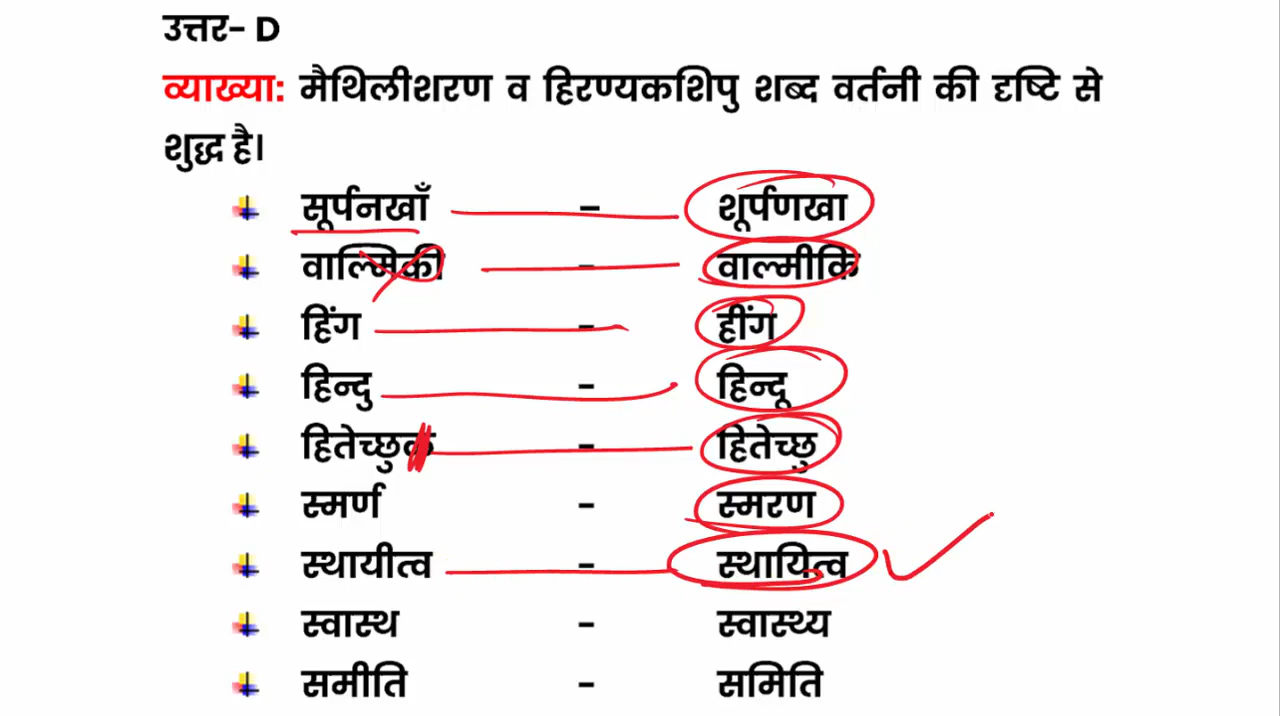 उत्तर- D
व्याख्या: मैथिलीशरण व हिरण्यकशिपु शब्द वर्तनी की दृष्टि से
शुद्ध है।
सूर्पनखाँ - शूर्पणखा
वाल्मिकी - वाल्मीकि
हिंग - हींग
हिन्दु - हिन्दू
हितेच्छुक - हितेच्छु
स्मर्ण - स्मरण
स्थायीत्व - स्थायित्व
स्वास्थ - स्वास्थ्य
समीति - समिति